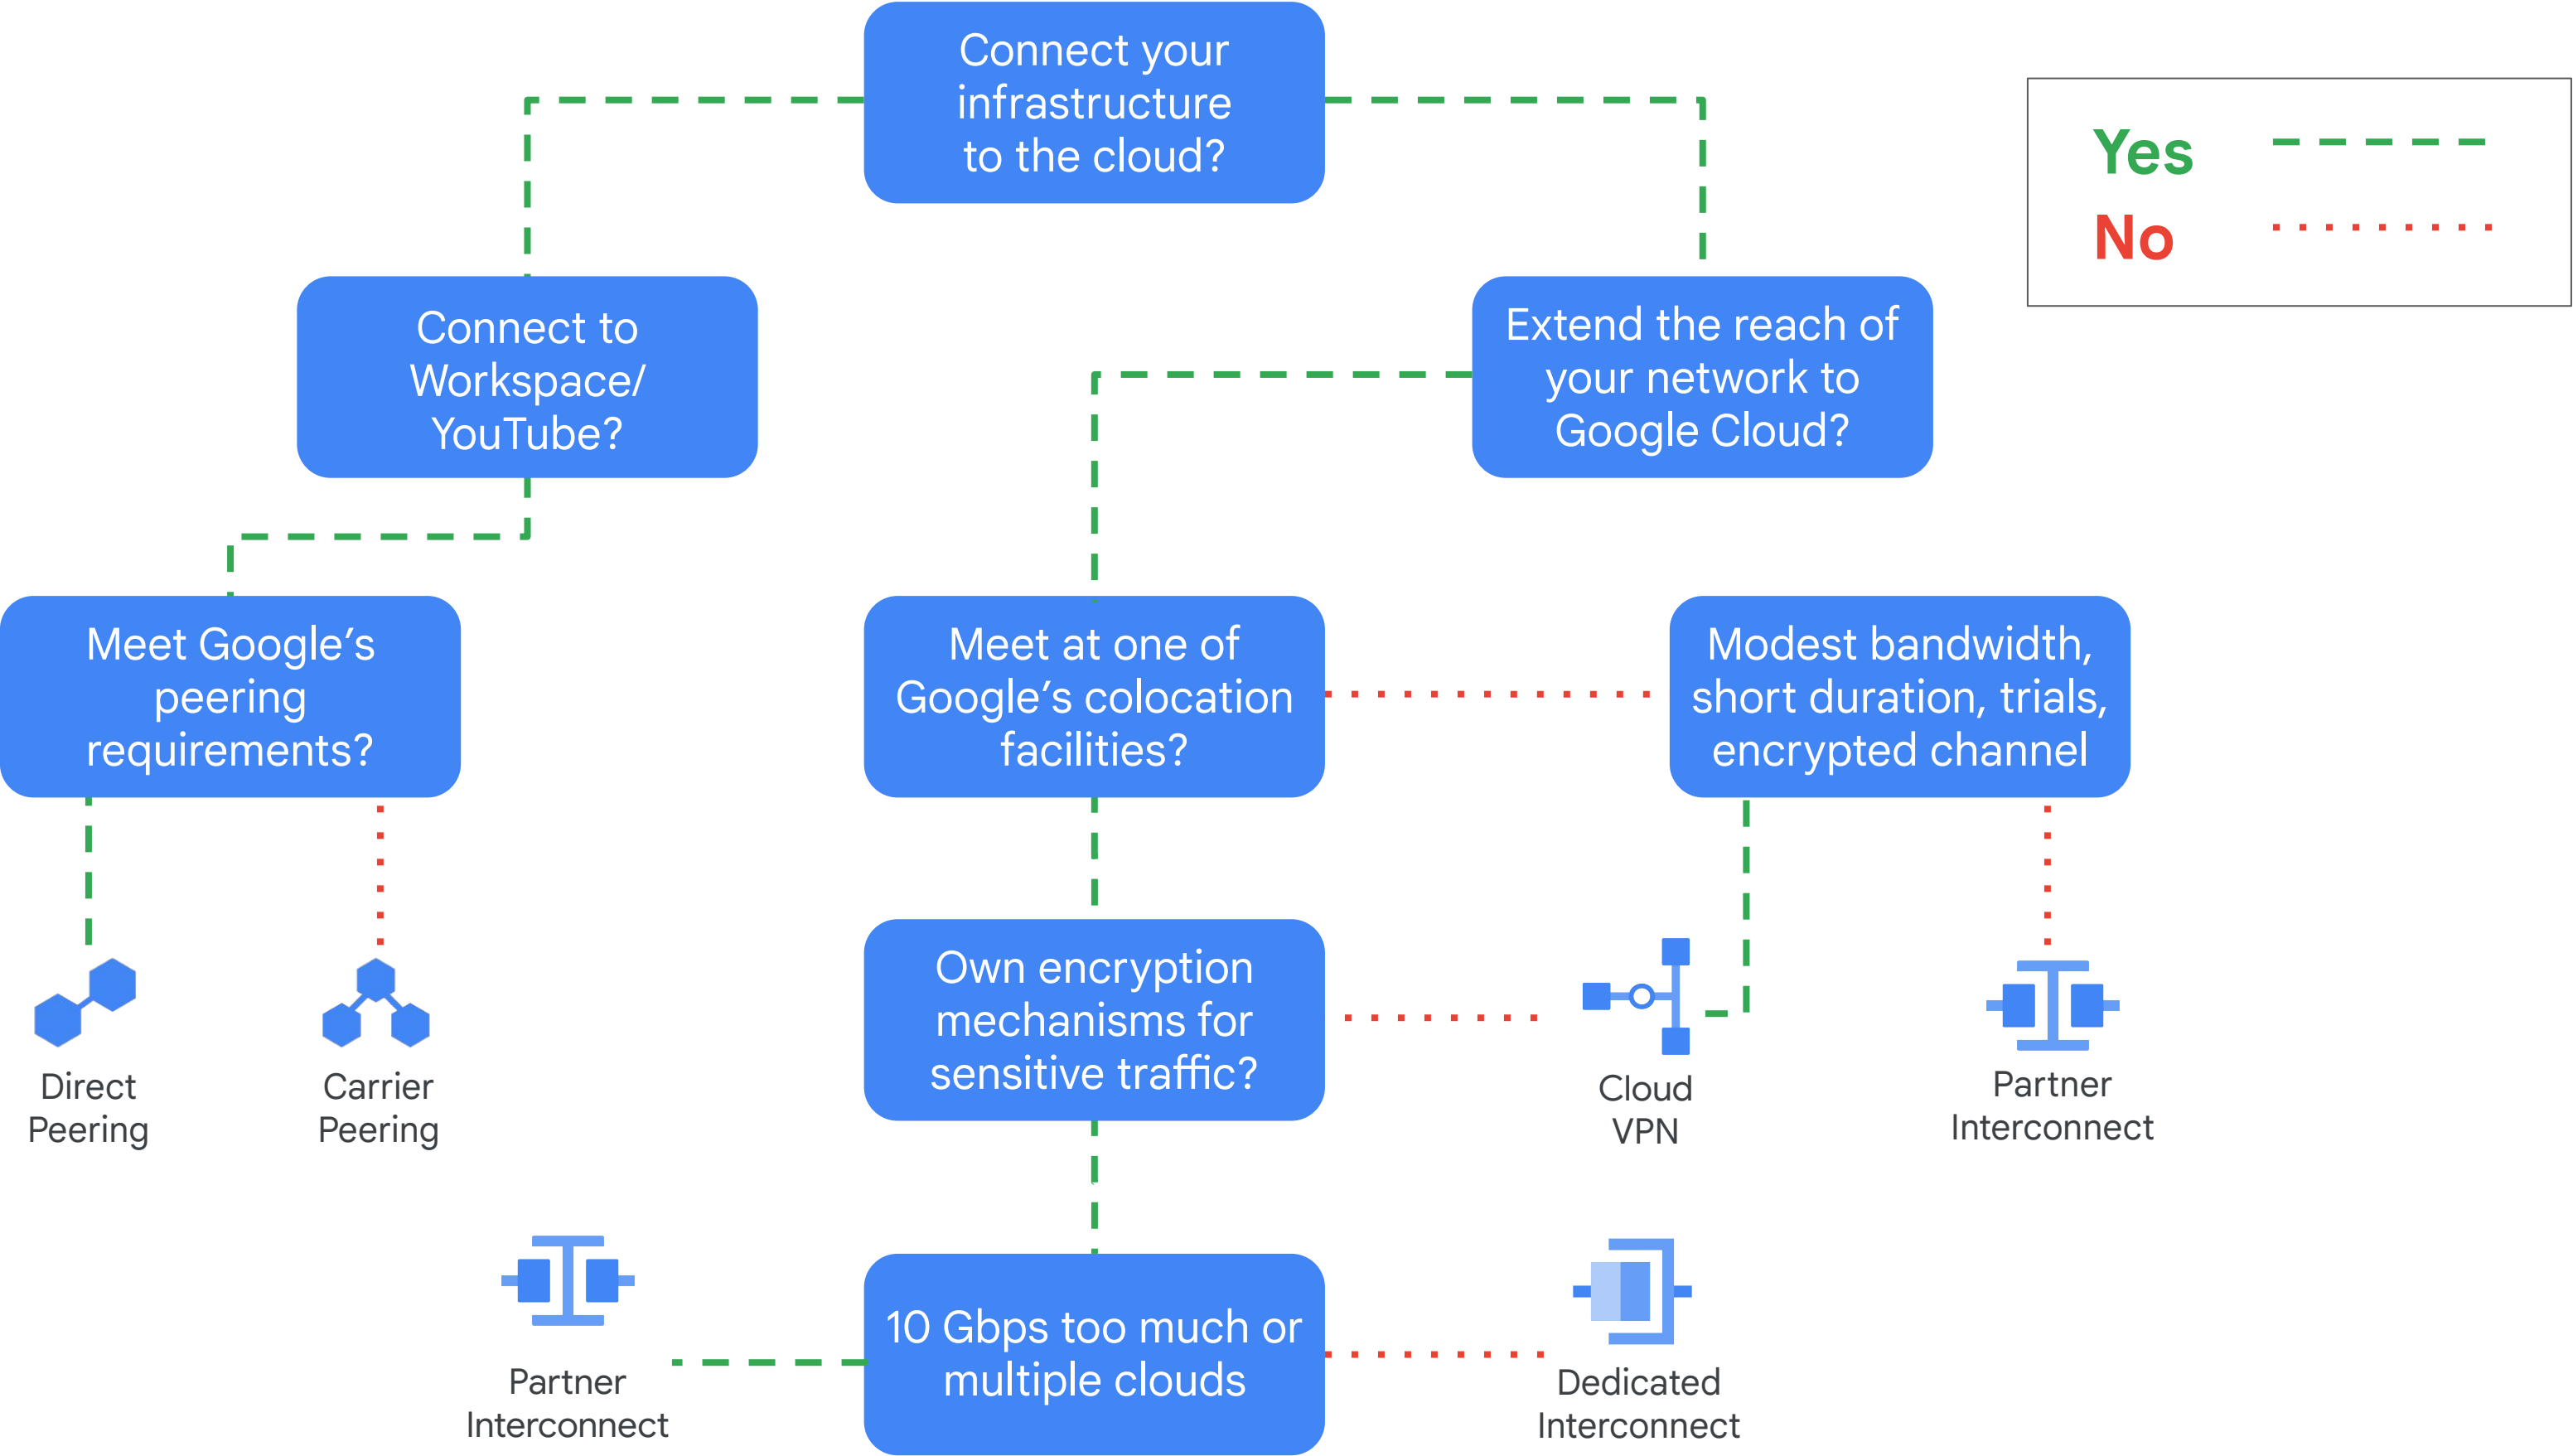 Connect your
infrastructure
to the cloud?
Yes
No
Connect to
Workspace/
YouTube?
Extend the reach of
your network to
Google Cloud?
Meet Google’s
peering
requirements?
Meet at one of
Google’s colocation
facilities?
Modest bandwidth,
short duration, trials,
encrypted channel
Own encryption
mechanisms for
sensitive traffic?
Direct
Peering
Carrier
Peering
Cloud
VPN
Partner
Interconnect
Partner
Interconnect
10 Gbps too much or
multiple clouds
Dedicated
Interconnect